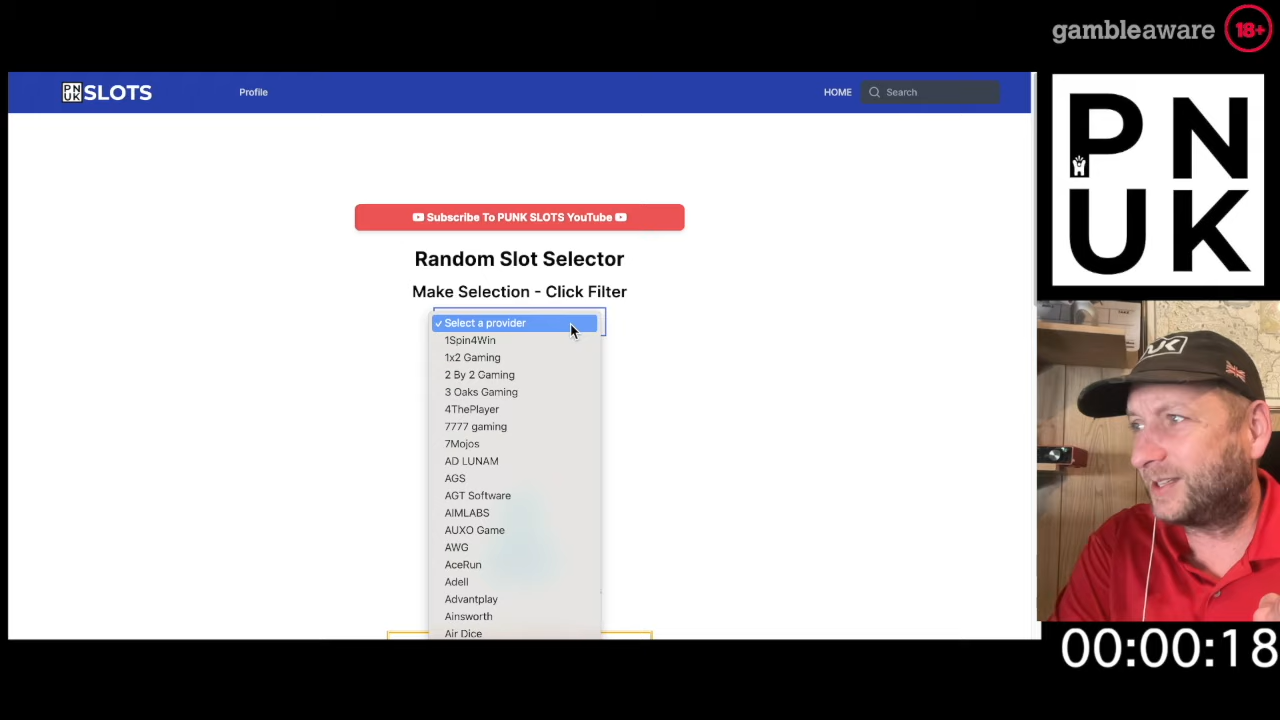 gambleaware 18+
PN
UK SLOTS
Profile
HOME
Search
Subscribe To PUNK SLOTS YouTube
Random Slot Selector
Make Selection - Click Filter
✓ Select a provider
1Spin4Win
1x2 Gaming
2 By 2 Gaming
3 Oaks Gaming
4ThePlayer
7777 gaming
7Mojos
AD LUNAM
AGS
AGT Software
AIMLABS
AUXO Game
AWG
AceRun
Adell
Advantplay
Ainsworth
Air Dice
PN
UK
UK
00:00:18